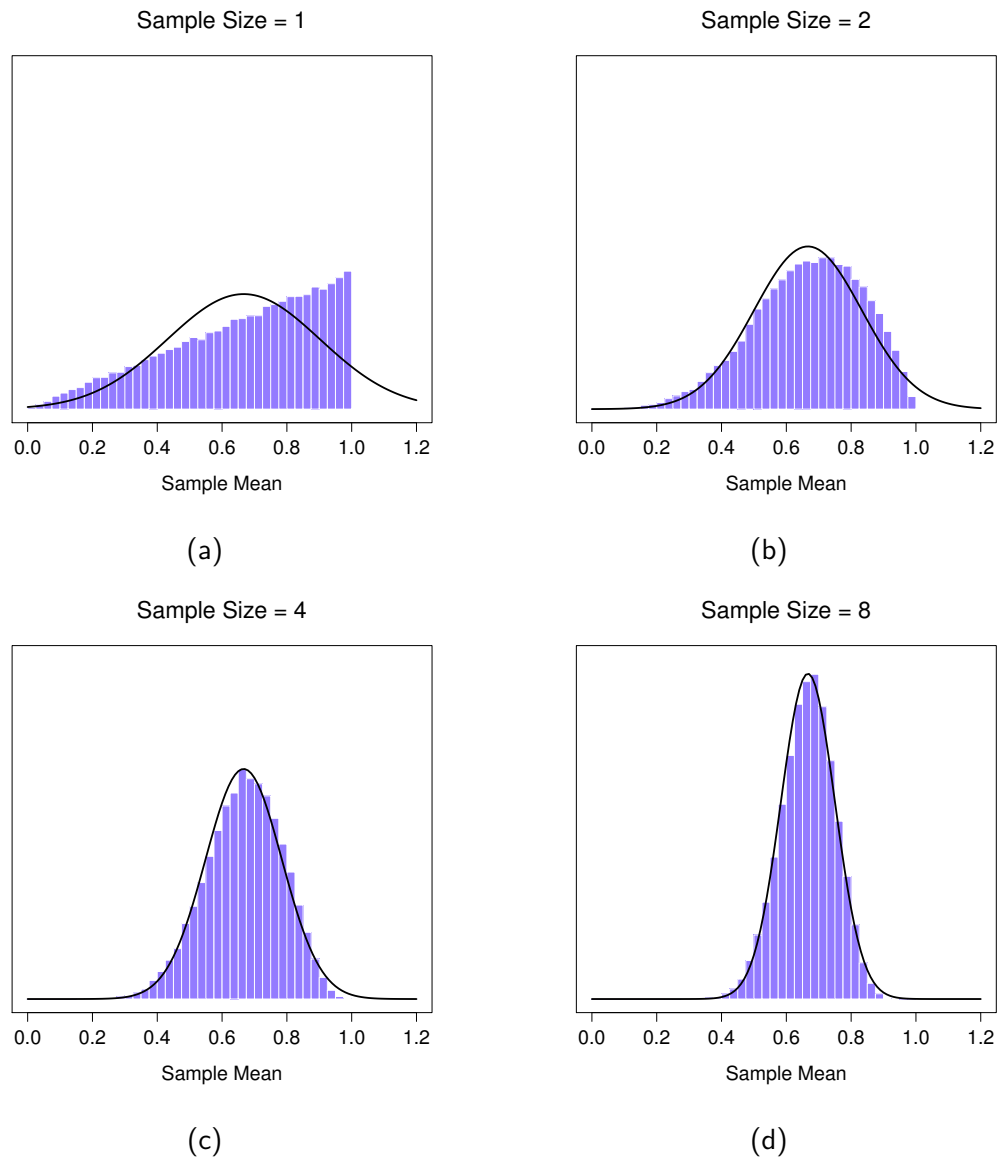 Sample Size = 1
0.0 0.2 0.4 0.6 0.8 1.0 1.2
Sample Mean
(a)
Sample Size = 2
0.0 0.2 0.4 0.6 0.8 1.0 1.2
Sample Mean
(b)
Sample Size = 4
0.0 0.2 0.4 0.6 0.8 1.0 1.2
Sample Mean
(c)
Sample Size = 8
0.0 0.2 0.4 0.6 0.8 1.0 1.2
Sample Mean
(d)